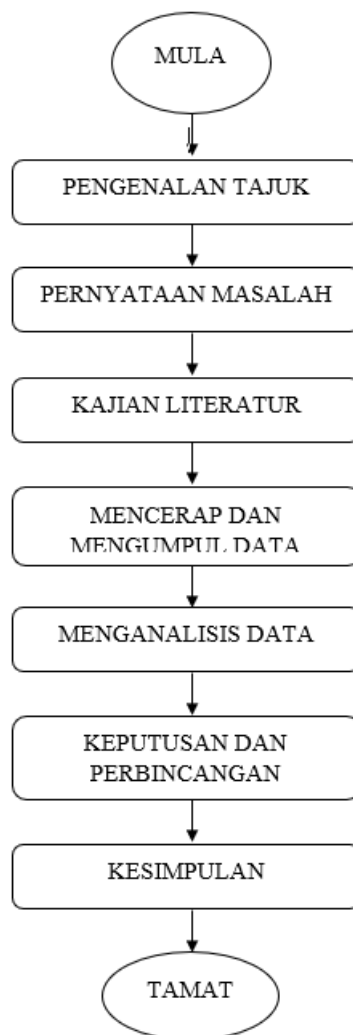 MULA
PENGENALAN TAJUK
PERNYATAAN MASALAH
KAJIAN LITERATUR
MENCERAP DAN
MENGUMPUL DATA
MENGANALISIS DATA
KEPUTUSAN DAN
PERBINCANGAN
KESIMPULAN
TAMAT